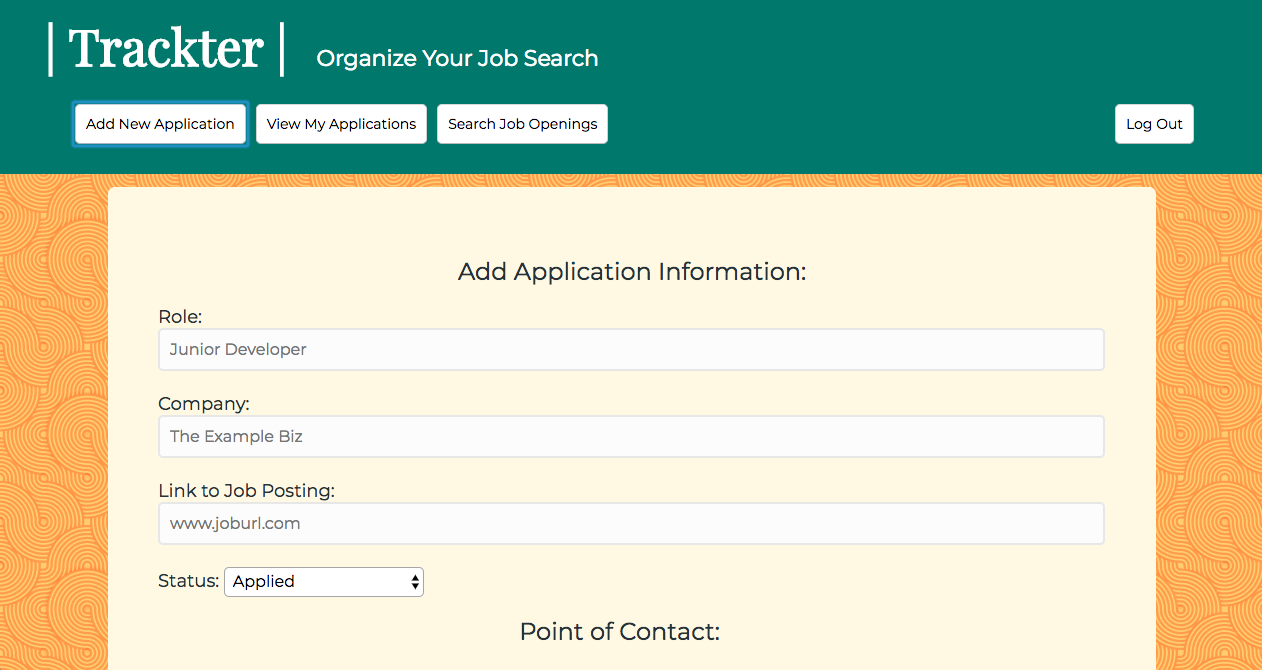 | Trackter | Organize Your Job Search
Add New Application View My Applications Search Job Openings Log Out
Add Application Information:
Role:
Junior Developer
Company:
The Example Biz
Link to Job Posting:
www.joburl.com
Status: Applied
Point of Contact: